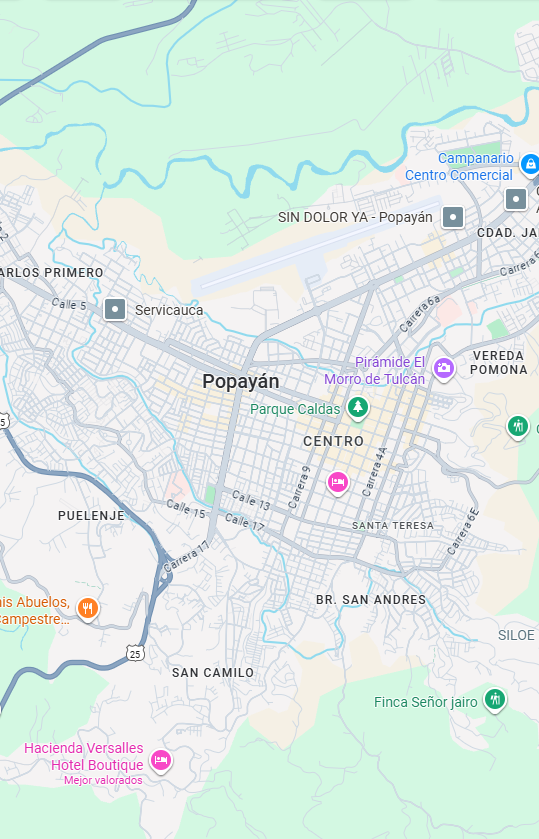 Campanario
Centro Comercial
SIN DOLOR YA - Popayán
CDAD. JA
Carrera 6
ARLOS PRIMERO
Calle 5
Servicauca
Carrera 6a
Pirámide El
Morro de Tulcán
VEREDA
POMONA
Popayán
Parque Caldas
CENTRO
5
Carrera 9
Carrera 4A
Calle 13
Calle 15
Calle 17
PUELENJE
SANTA TERESA
Carrera 6E
Carrera 17
is Abuelos,
Campestre...
BR. SAN ANDRES
SILOE
25
SAN CAMILO
Finca Señor jairo
Hacienda Versalles
Hotel Boutique
Mejor valorados